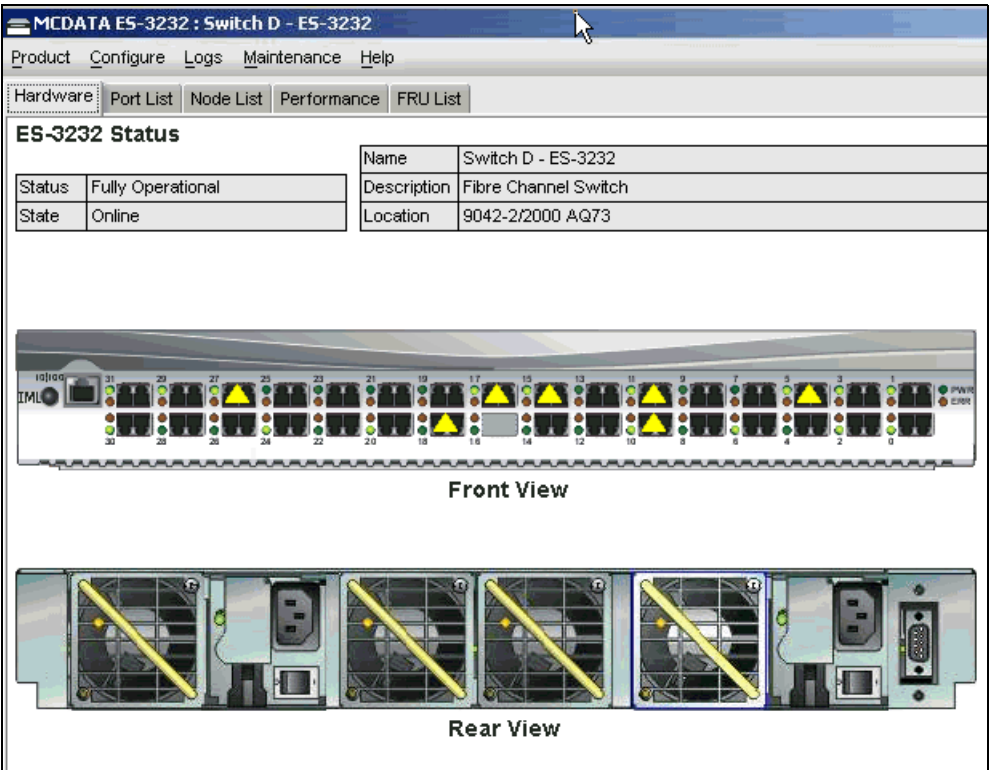 MCDATA ES-3232 : Switch D - ES-3232
Product Configure Logs Maintenance Help
Hardware Port List Node List Performance FRU List
ES-3232 Status
Name Switch D - ES-3232
Status Fully Operational Description Fibre Channel Switch
State Online Location 9042-2/2000 AQ73
10/100 31 29 27 25 23 21 19 17 15 13 11 9 7 5 3 1
IML PWR
ERR
30 28 26 24 22 20 18 16 14 12 10 8 6 4 2 0
Front View
Rear View